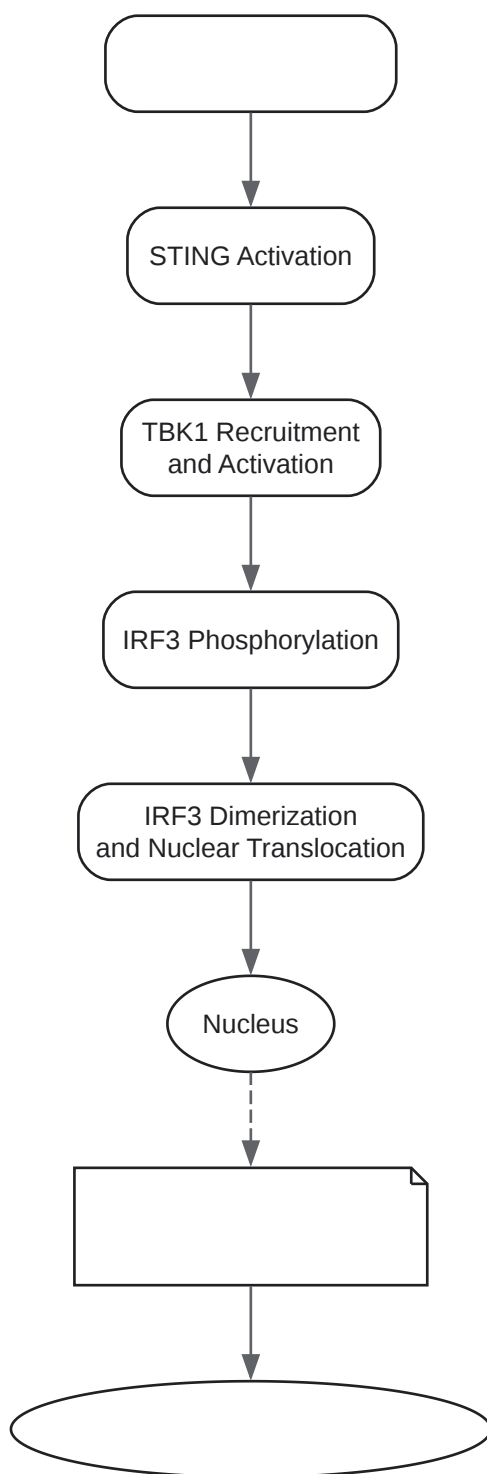 STING Activation
TBK1 Recruitment
and Activation
IRF3 Phosphorylation
IRF3 Dimerization
and Nuclear Translocation
Nucleus